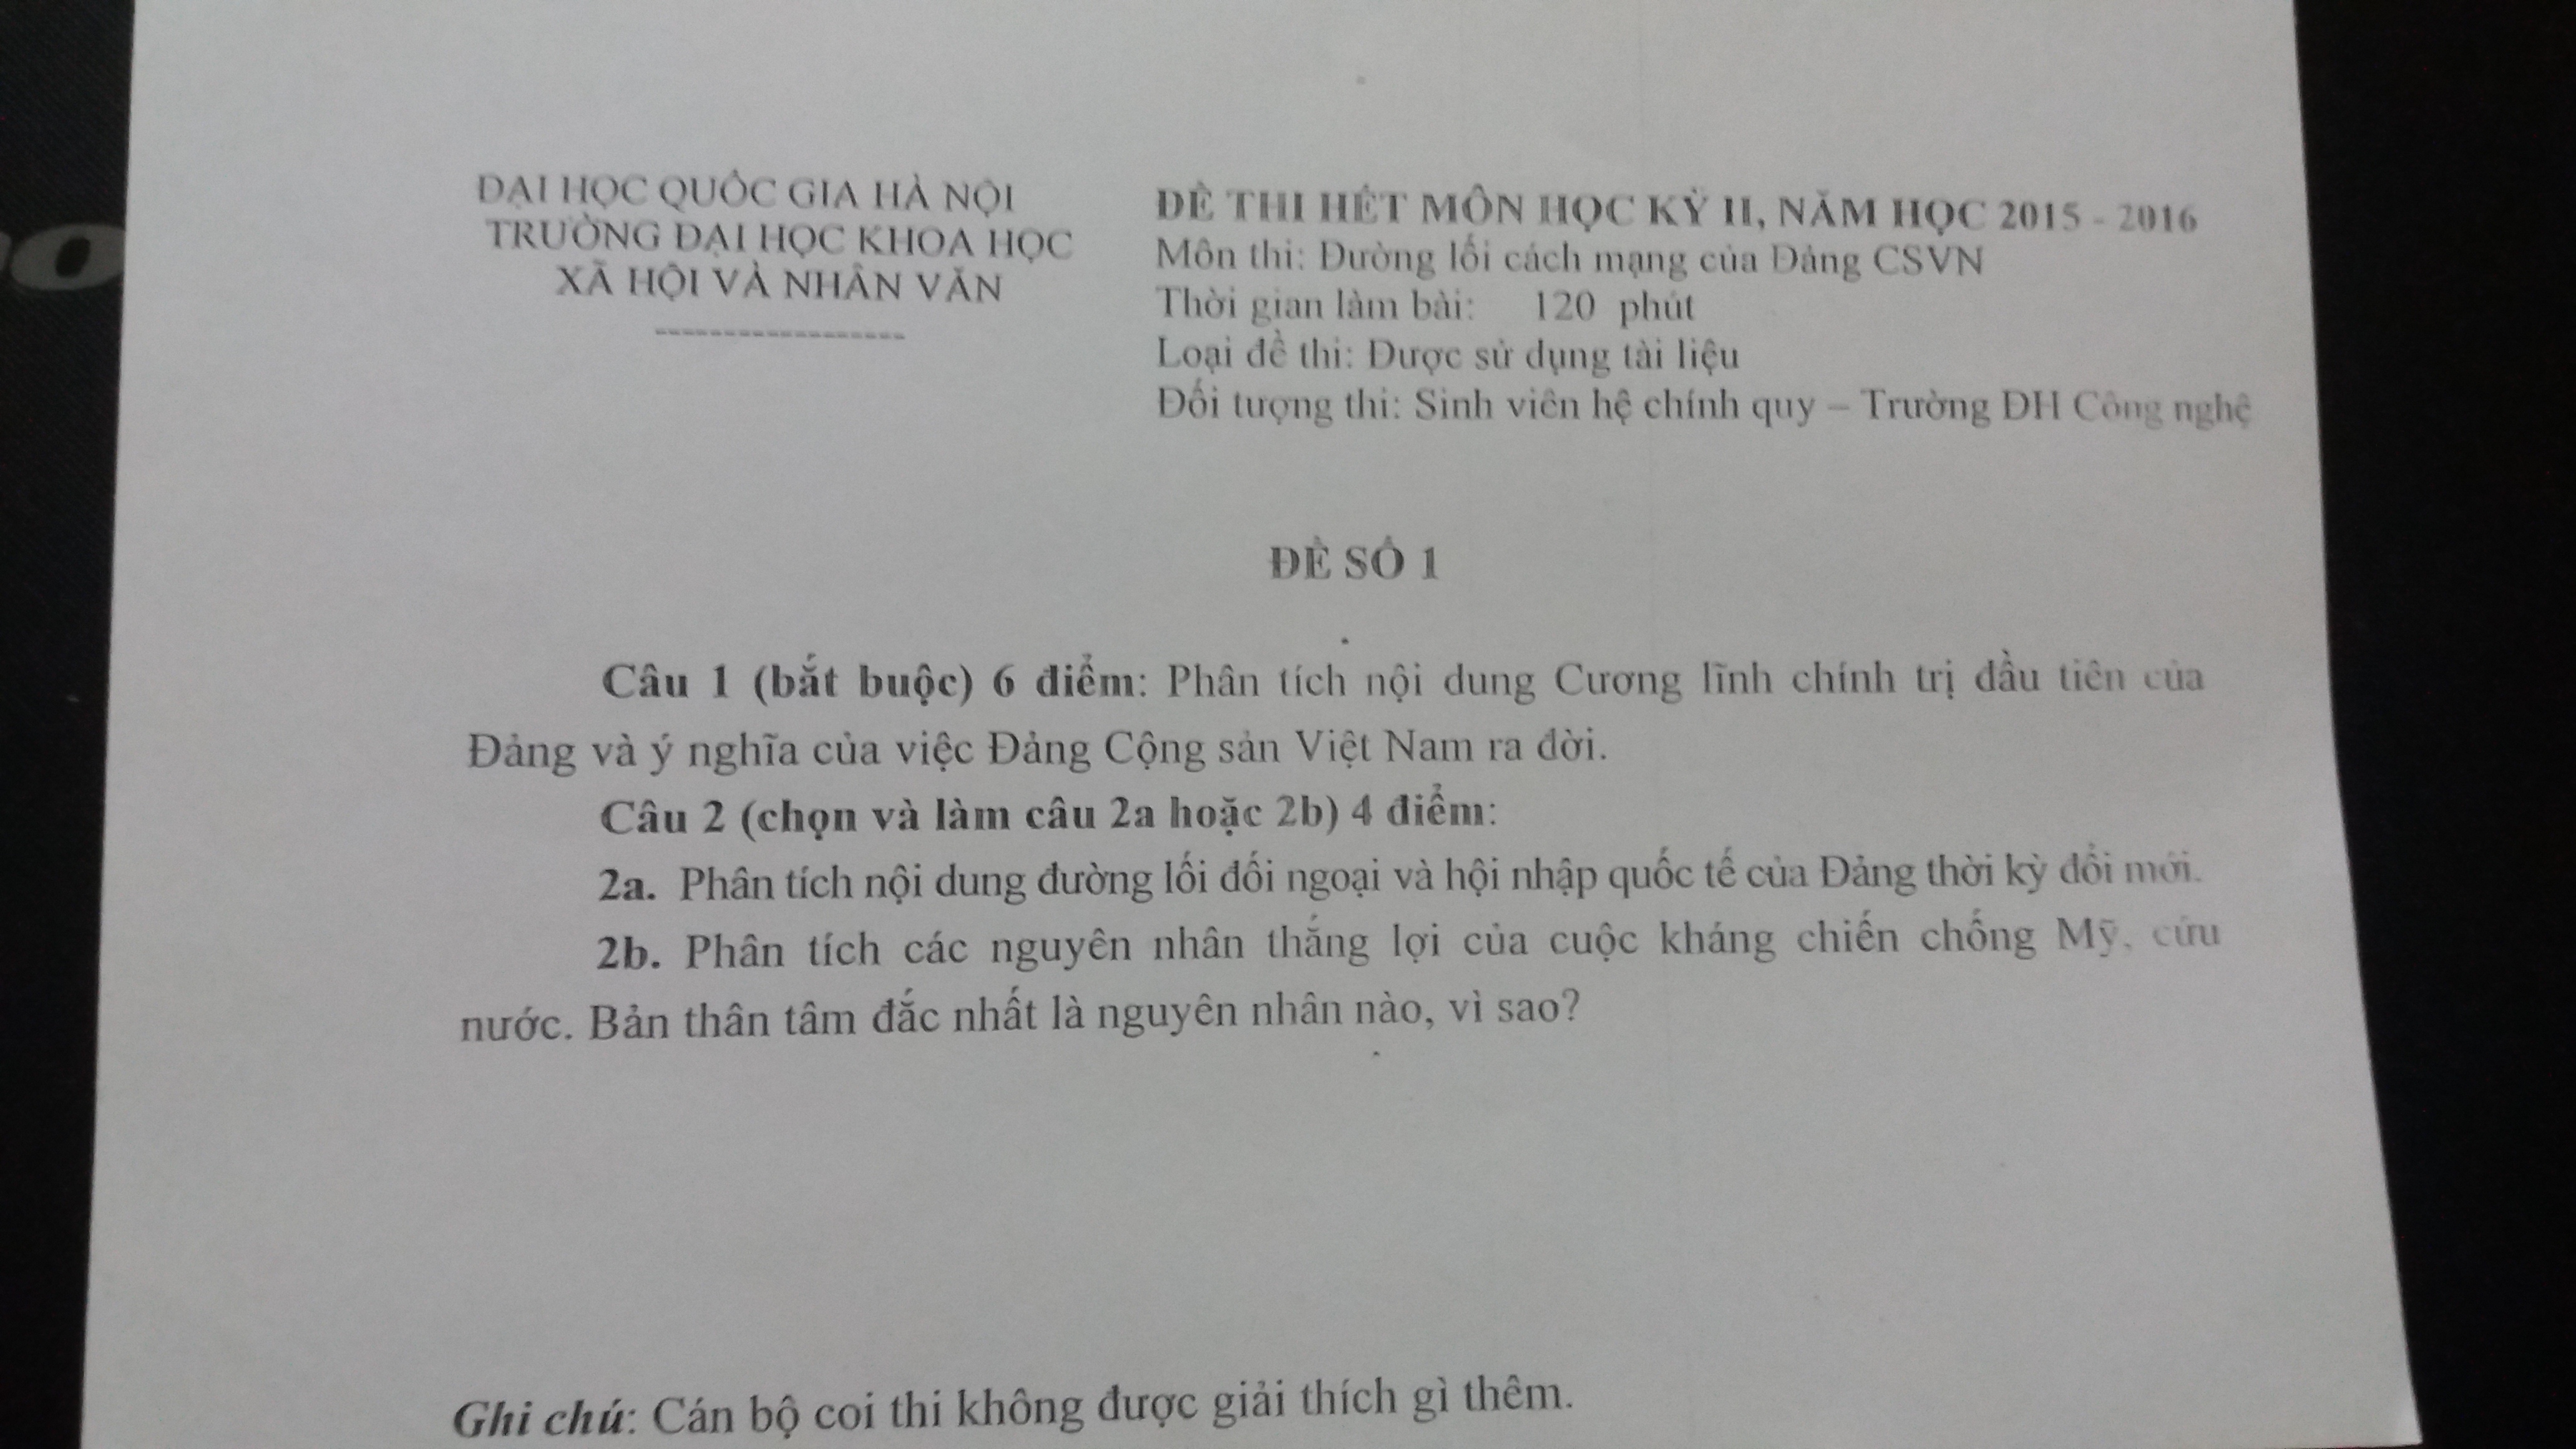 ĐẠI HỌC QUỐC GIA HÀ NỘI
TRƯỜNG ĐẠI HỌC KHOA HỌC
XÃ HỘI VÀ NHÂN VĂN
-------------------
ĐỀ THI HẾT MÔN HỌC KỲ II, NĂM HỌC 2015 - 2016
Môn thi: Đường lối cách mạng của Đảng CSVN
Thời gian làm bài: 120 phút
Loại đề thi: Được sử dụng tài liệu
Đối tượng thi: Sinh viên hệ chính quy – Trường ĐH Công nghệ
ĐỀ SỐ 1
Câu 1 (bắt buộc) 6 điểm: Phân tích nội dung Cương lĩnh chính trị đầu tiên của
Đảng và ý nghĩa của việc Đảng Cộng sản Việt Nam ra đời.
Câu 2 (chọn và làm câu 2a hoặc 2b) 4 điểm:
2a. Phân tích nội dung đường lối đối ngoại và hội nhập quốc tế của Đảng thời kỳ đổi mới.
2b. Phân tích các nguyên nhân thắng lợi của cuộc kháng chiến chống Mỹ, cứu
nước. Bản thân tâm đắc nhất là nguyên nhân nào, vì sao?
Ghi chú: Cán bộ coi thi không được giải thích gì thêm.